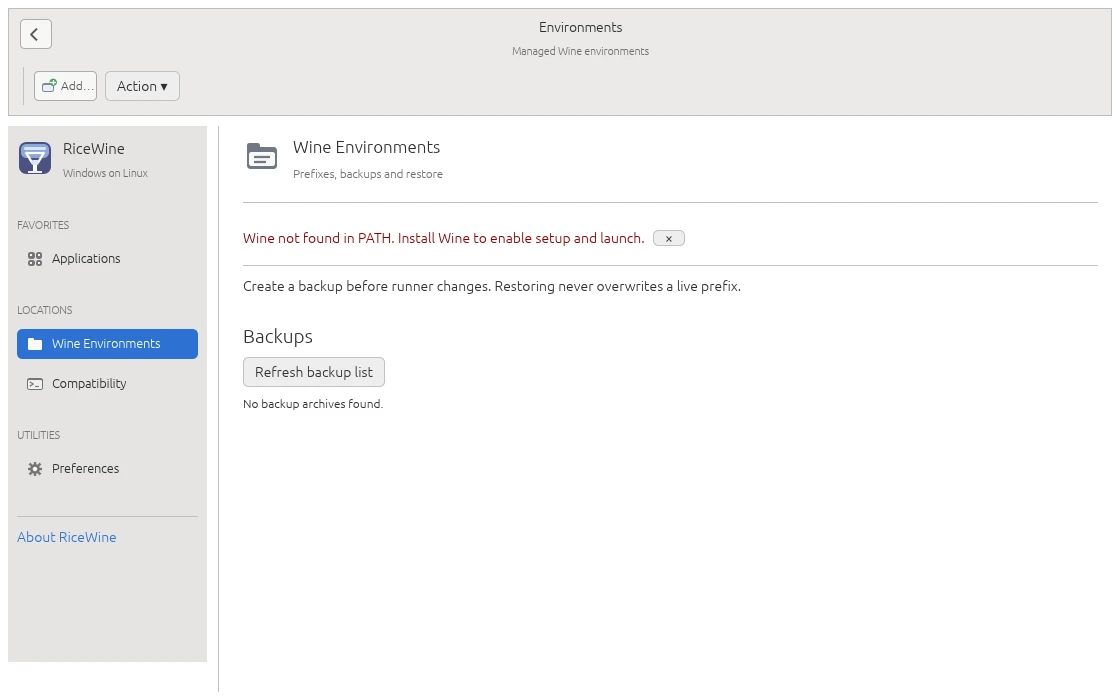 Environments
Managed Wine environments
Add...
Action ▾
RiceWine
Windows on Linux
FAVORITES
Applications
LOCATIONS
Wine Environments
Compatibility
UTILITIES
Preferences
About RiceWine
Wine Environments
Prefixes, backups and restore
Wine not found in PATH. Install Wine to enable setup and launch. ×
Create a backup before runner changes. Restoring never overwrites a live prefix.
Backups
Refresh backup list
No backup archives found.